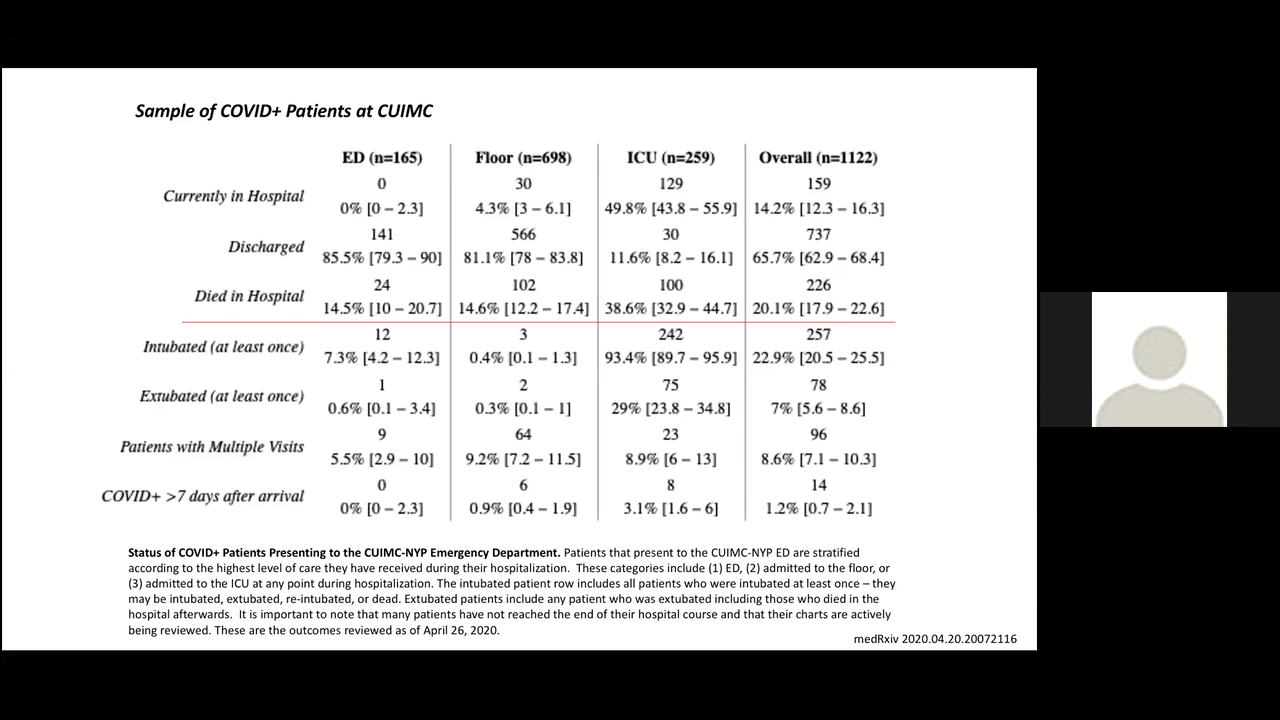 Sample of COVID+ Patients at CUIMC
ED (n=165) Floor (n=698) ICU (n=259) Overall (n=1122)
Currently in Hospital
0 30 129 159
0% [0 – 2.3] 4.3% [3 – 6.1] 49.8% [43.8 – 55.9] 14.2% [12.3 – 16.3]
Discharged
141 566 30 737
85.5% [79.3 – 90] 81.1% [78 – 83.8] 11.6% [8.2 – 16.1] 65.7% [62.9 – 68.4]
Died in Hospital
24 102 100 226
14.5% [10 – 20.7] 14.6% [12.2 – 17.4] 38.6% [32.9 – 44.7] 20.1% [17.9 – 22.6]
Intubated (at least once)
12 3 242 257
7.3% [4.2 – 12.3] 0.4% [0.1 – 1.3] 93.4% [89.7 – 95.9] 22.9% [20.5 – 25.5]
Extubated (at least once)
1 2 75 78
0.6% [0.1 – 3.4] 0.3% [0.1 – 1] 29% [23.8 – 34.8] 7% [5.6 – 8.6]
Patients with Multiple Visits
9 64 23 96
5.5% [2.9 – 10] 9.2% [7.2 – 11.5] 8.9% [6 – 13] 8.6% [7.1 – 10.3]
COVID+ >7 days after arrival
0 6 8 14
0% [0 – 2.3] 0.9% [0.4 – 1.9] 3.1% [1.6 – 6] 1.2% [0.7 – 2.1]
Status of COVID+ Patients Presenting to the CUIMC-NYP Emergency Department. Patients that present to the CUIMC-NYP ED are stratified
according to the highest level of care they have received during their hospitalization. These categories include (1) ED, (2) admitted to the floor, or
(3) admitted to the ICU at any point during hospitalization. The intubated patient row includes all patients who were intubated at least once – they
may be intubated, extubated, re-intubated, or dead. Extubated patients include any patient who was extubated including those who died in the
hospital afterwards. It is important to note that many patients have not reached the end of their hospital course and that their charts are actively
being reviewed. These are the outcomes reviewed as of April 26, 2020.
medRxiv 2020.04.20.20072116